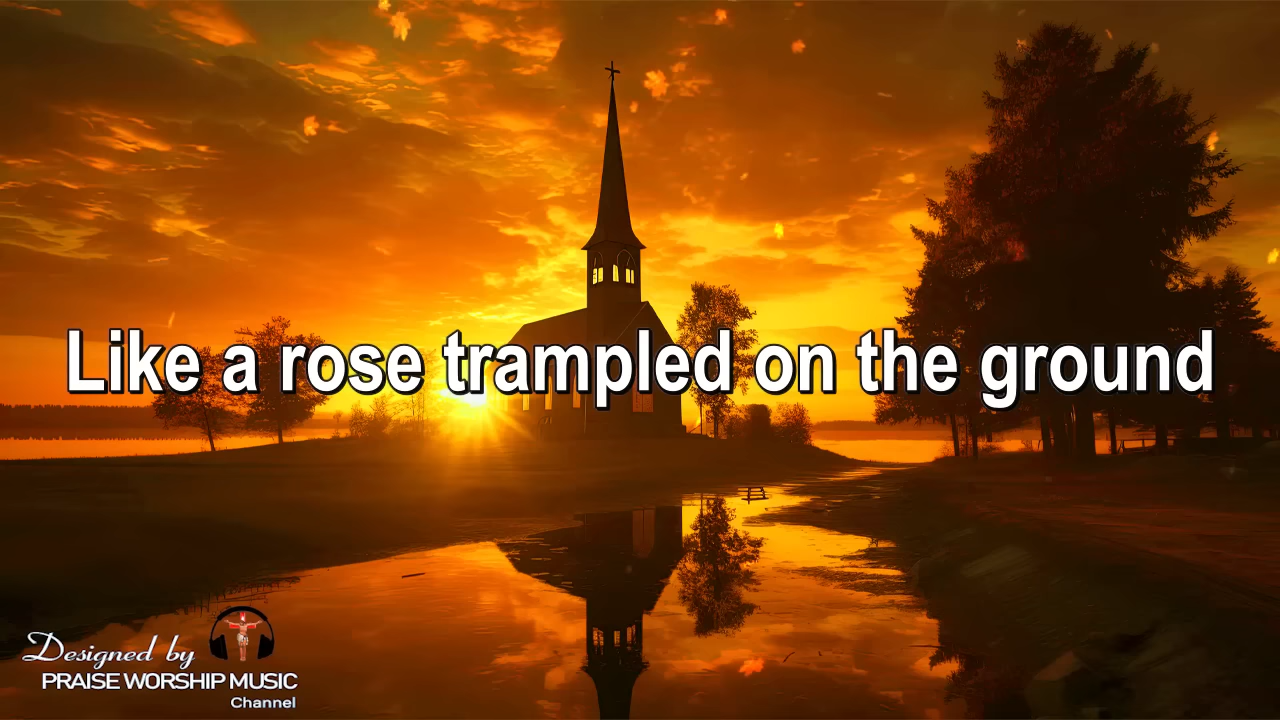 Like a rose trampled on the ground
Designed by
PRAISE WORSHIP MUSIC
Channel